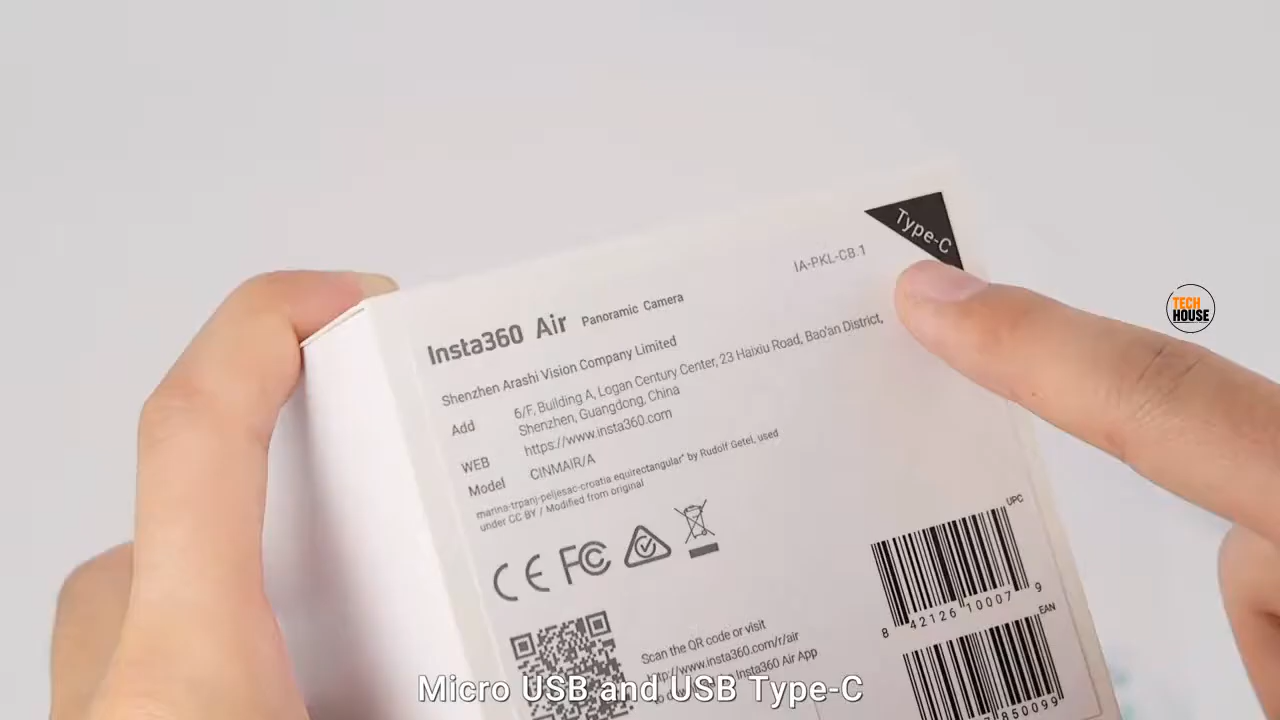 Type-C
IA-PKL-CB.1
Insta360 Air Panoramic Camera
Shenzhen Arashi Vision Company Limited
Add 6/F, Building A, Logan Century Center, 23 Haixiu Road, Bao'an District,
Shenzhen, Guangdong, China
WEB https://www.insta360.com
Model CINMAIR/A
marina-trpanj-peljesac-croatia equirectangular" by Rudolf Getel, used
under CC BY / Modified from original
CE FC
UPC
8 42126 10007 9
EAN
850099
Scan the QR code or visit
http://www.insta360.com/r/air
Insta360 Air App
TECH
HOUSE
Micro USB and USB Type-C